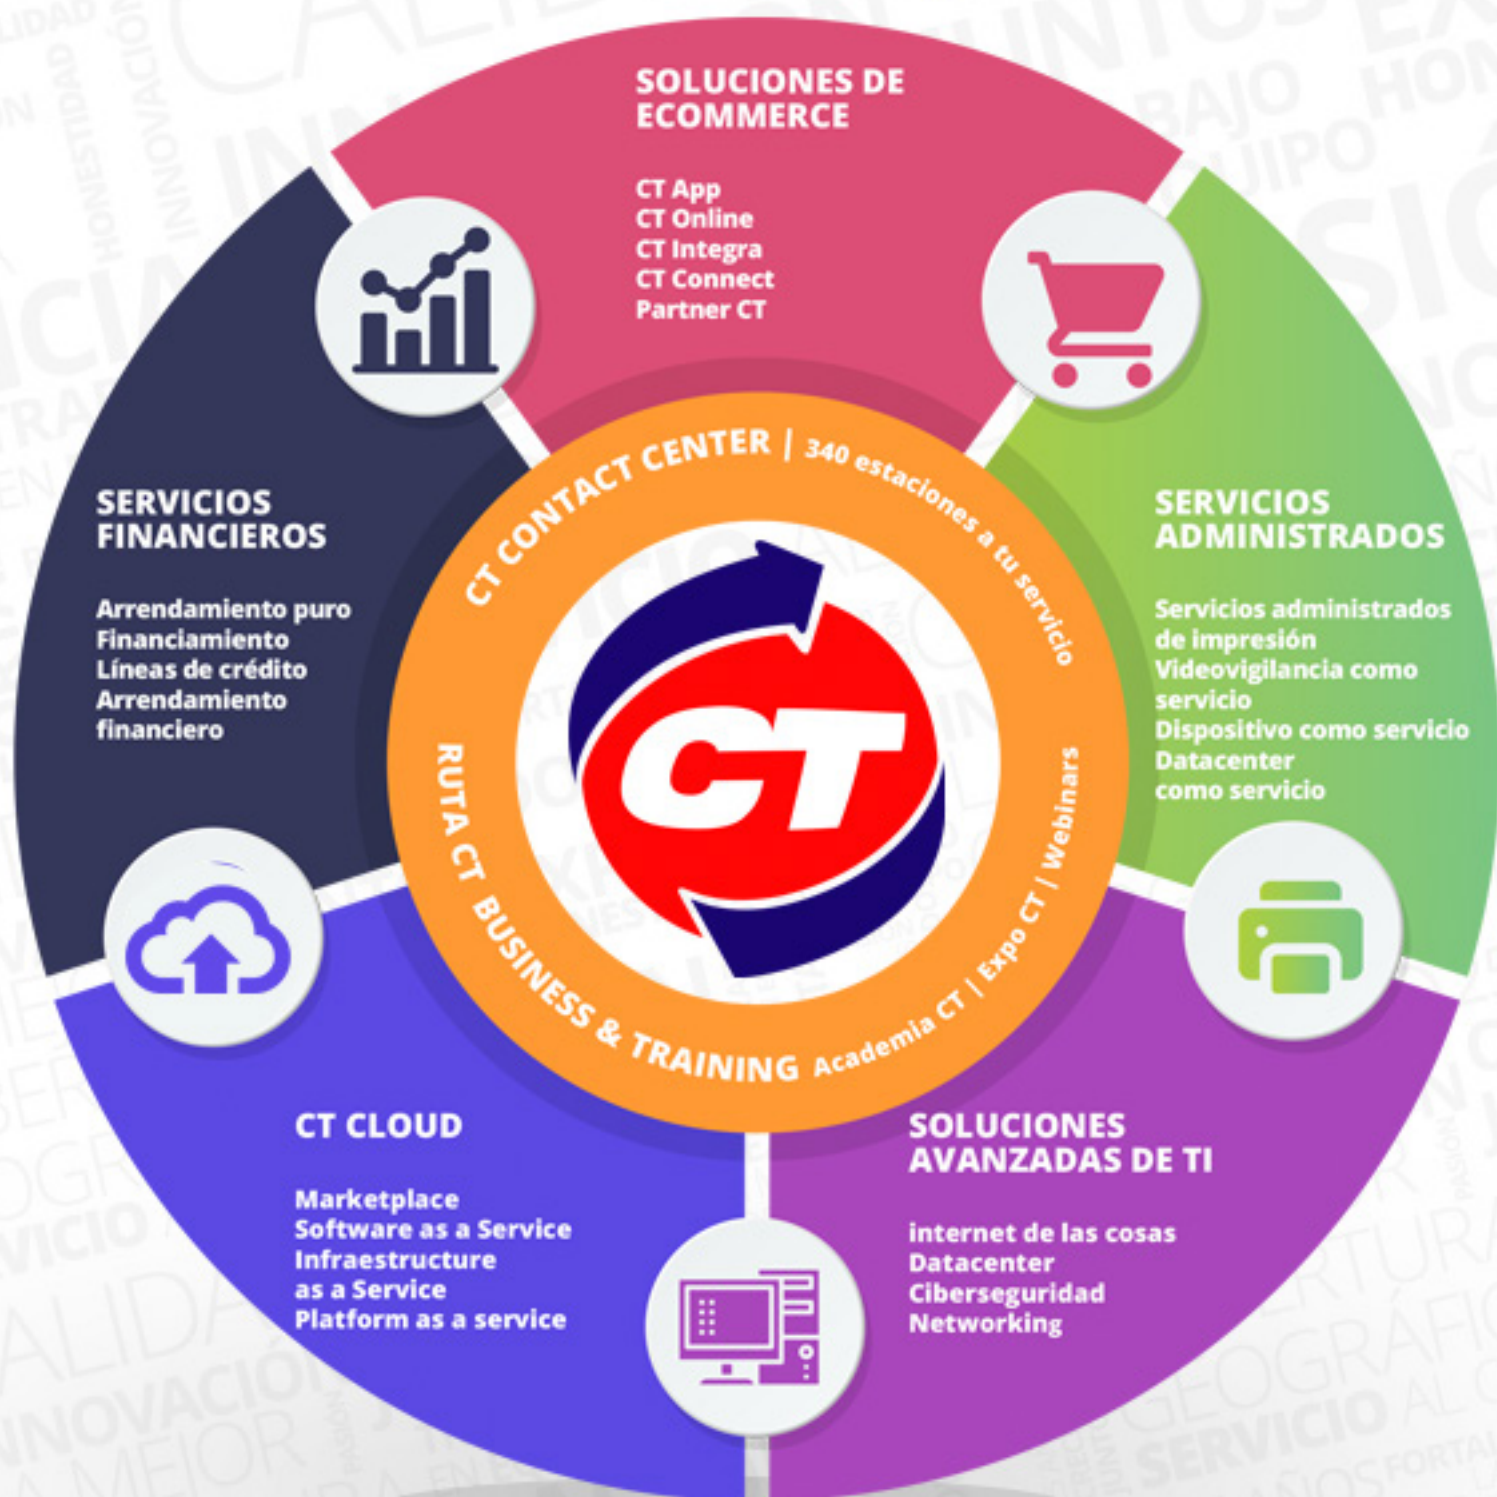 SOLUCIONES DE
ECOMMERCE
CT App
CT Online
CT Integra
CT Connect
Partner CT
SERVICIOS
FINANCIEROS
Arrendamiento puro
Financiamiento
Líneas de crédito
Arrendamiento
financiero
SERVICIOS
ADMINISTRADOS
Servicios administrados
de impresión
Videovigilancia como
servicio
Dispositivo como servicio
Datacenter
como servicio
CT CONTACT CENTER | 340 estaciones a tu servicio
CT
RUTA CT BUSINESS & TRAINING Academia CT | Expo CT | Webinars
CT CLOUD
Marketplace
Software as a Service
Infraestructure
as a Service
Platform as a service
SOLUCIONES
AVANZADAS DE TI
internet de las cosas
Datacenter
Ciberseguridad
Networking